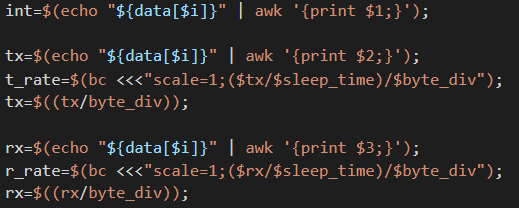 int=$(echo "${data[$i]}" | awk '{print $1;}');
tx=$(echo "${data[$i]}" | awk '{print $2;}');
t_rate=$(bc <<<"scale=1;($tx/$sleep_time)/$byte_div");
tx=$((tx/byte_div));
rx=$(echo "${data[$i]}" | awk '{print $3;}');
r_rate=$(bc <<<"scale=1;($rx/$sleep_time)/$byte_div");
rx=$((rx/byte_div));